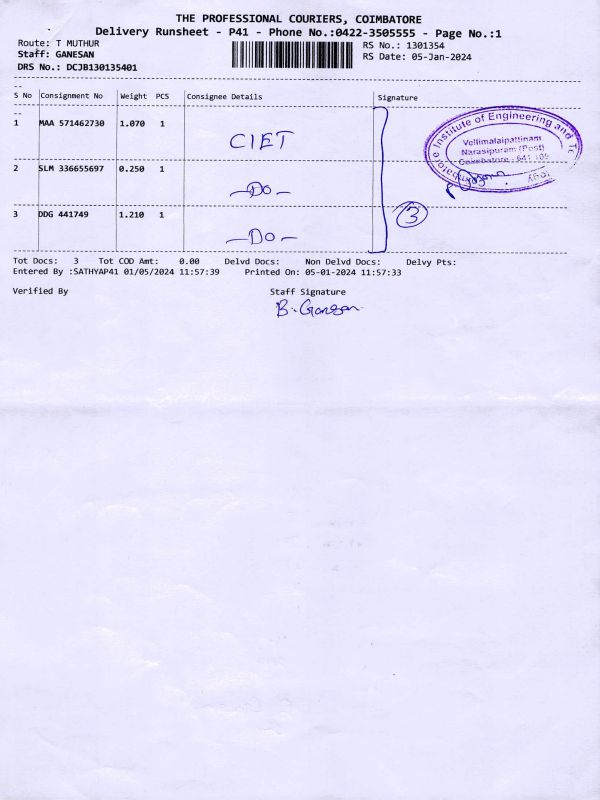 THE PROFESSIONAL COURIERS, COIMBATORE
Delivery Runsheet - P41 - Phone No.:0422-3505555 - Page No.:1
Route: T MUTHUR
Staff: GANESAN
DRS No.: DCJB130135401
RS No.: 1301354
RS Date: 05-Jan-2024
S No Consignment No Weight PCS Consignee Details Signature
1 MAA 571462730 1.070 1 CIET
2 SLM 336655697 0.250 1 -Do-
3 DDG 441749 1.210 1 -Do-
3
Institute of Engineering and
Vellimalaipattinam
Narasipuram (Post)
Coimbatore - 641 109
Tot Docs: 3 Tot COD Amt: 0.00 Delvd Docs: Non Delvd Docs: Delvy Pts:
Entered By :SATHYAP41 01/05/2024 11:57:39 Printed On: 05-01-2024 11:57:33
Verified By Staff Signature
B. Ganesan